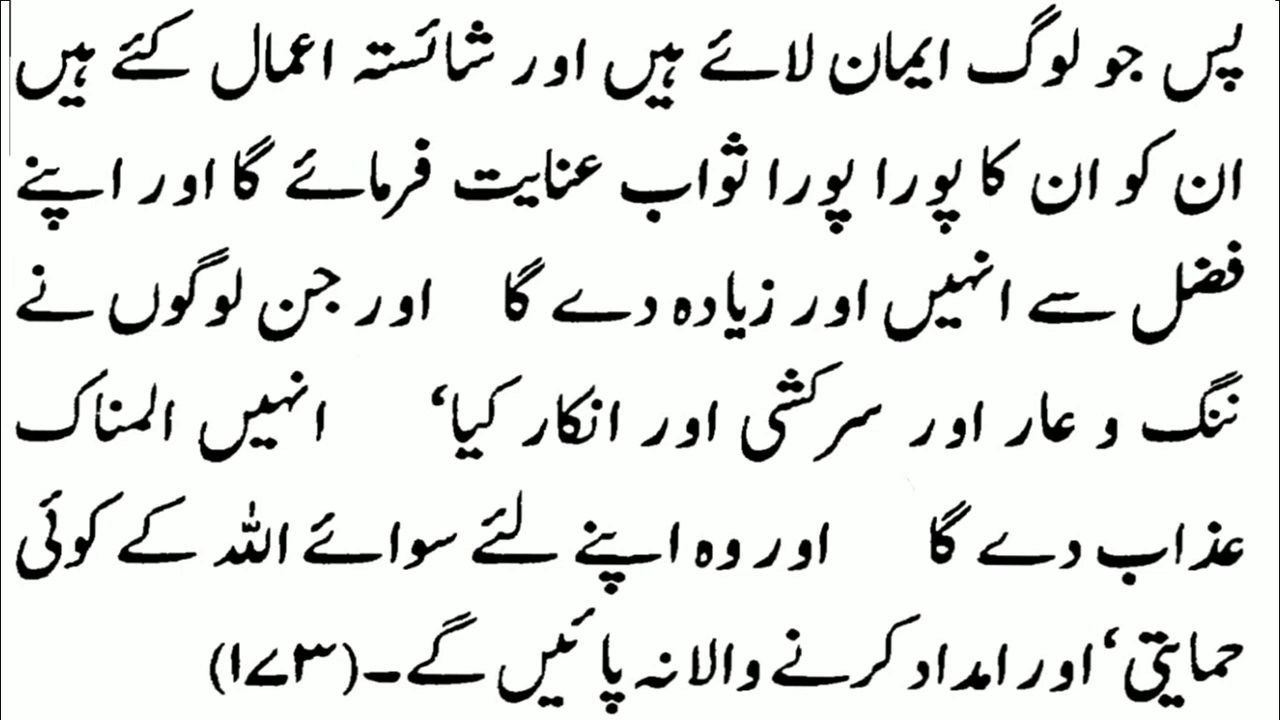 پس جو لوگ ایمان لائے ہیں اور شائستہ اعمال کئے ہیں
ان کو ان کا پورا پورا ثواب عنایت فرمائے گا اور اپنے
فضل سے انہیں اور زیادہ دے گا اور جن لوگوں نے
ننگ و عار اور سرکشی اور انکار کیا‘ انہیں المناک
عذاب دے گا اور وہ اپنے لئے سوائے اللہ کے کوئی
حمایتی‘ اور امداد کرنے والا نہ پائیں گے۔(۱۷۳)